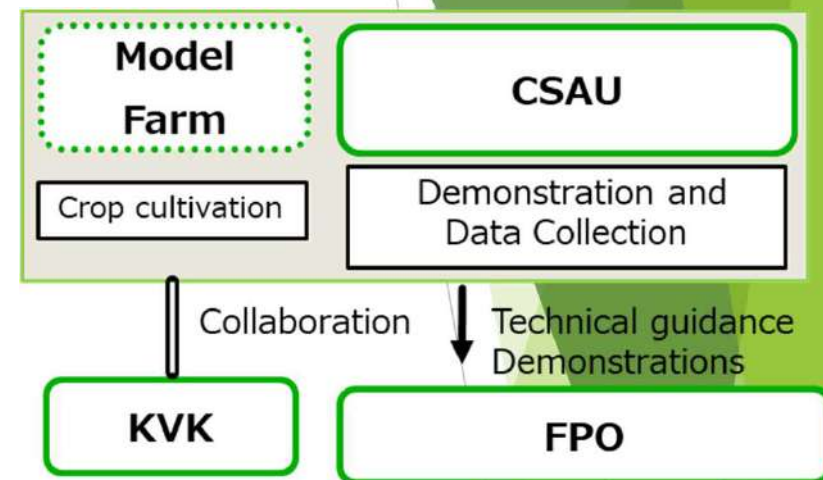 Model
Farm
CSAU
Crop cultivation
Demonstration and
Data Collection
Collaboration
Technical guidance
Demonstrations
KVK
FPO